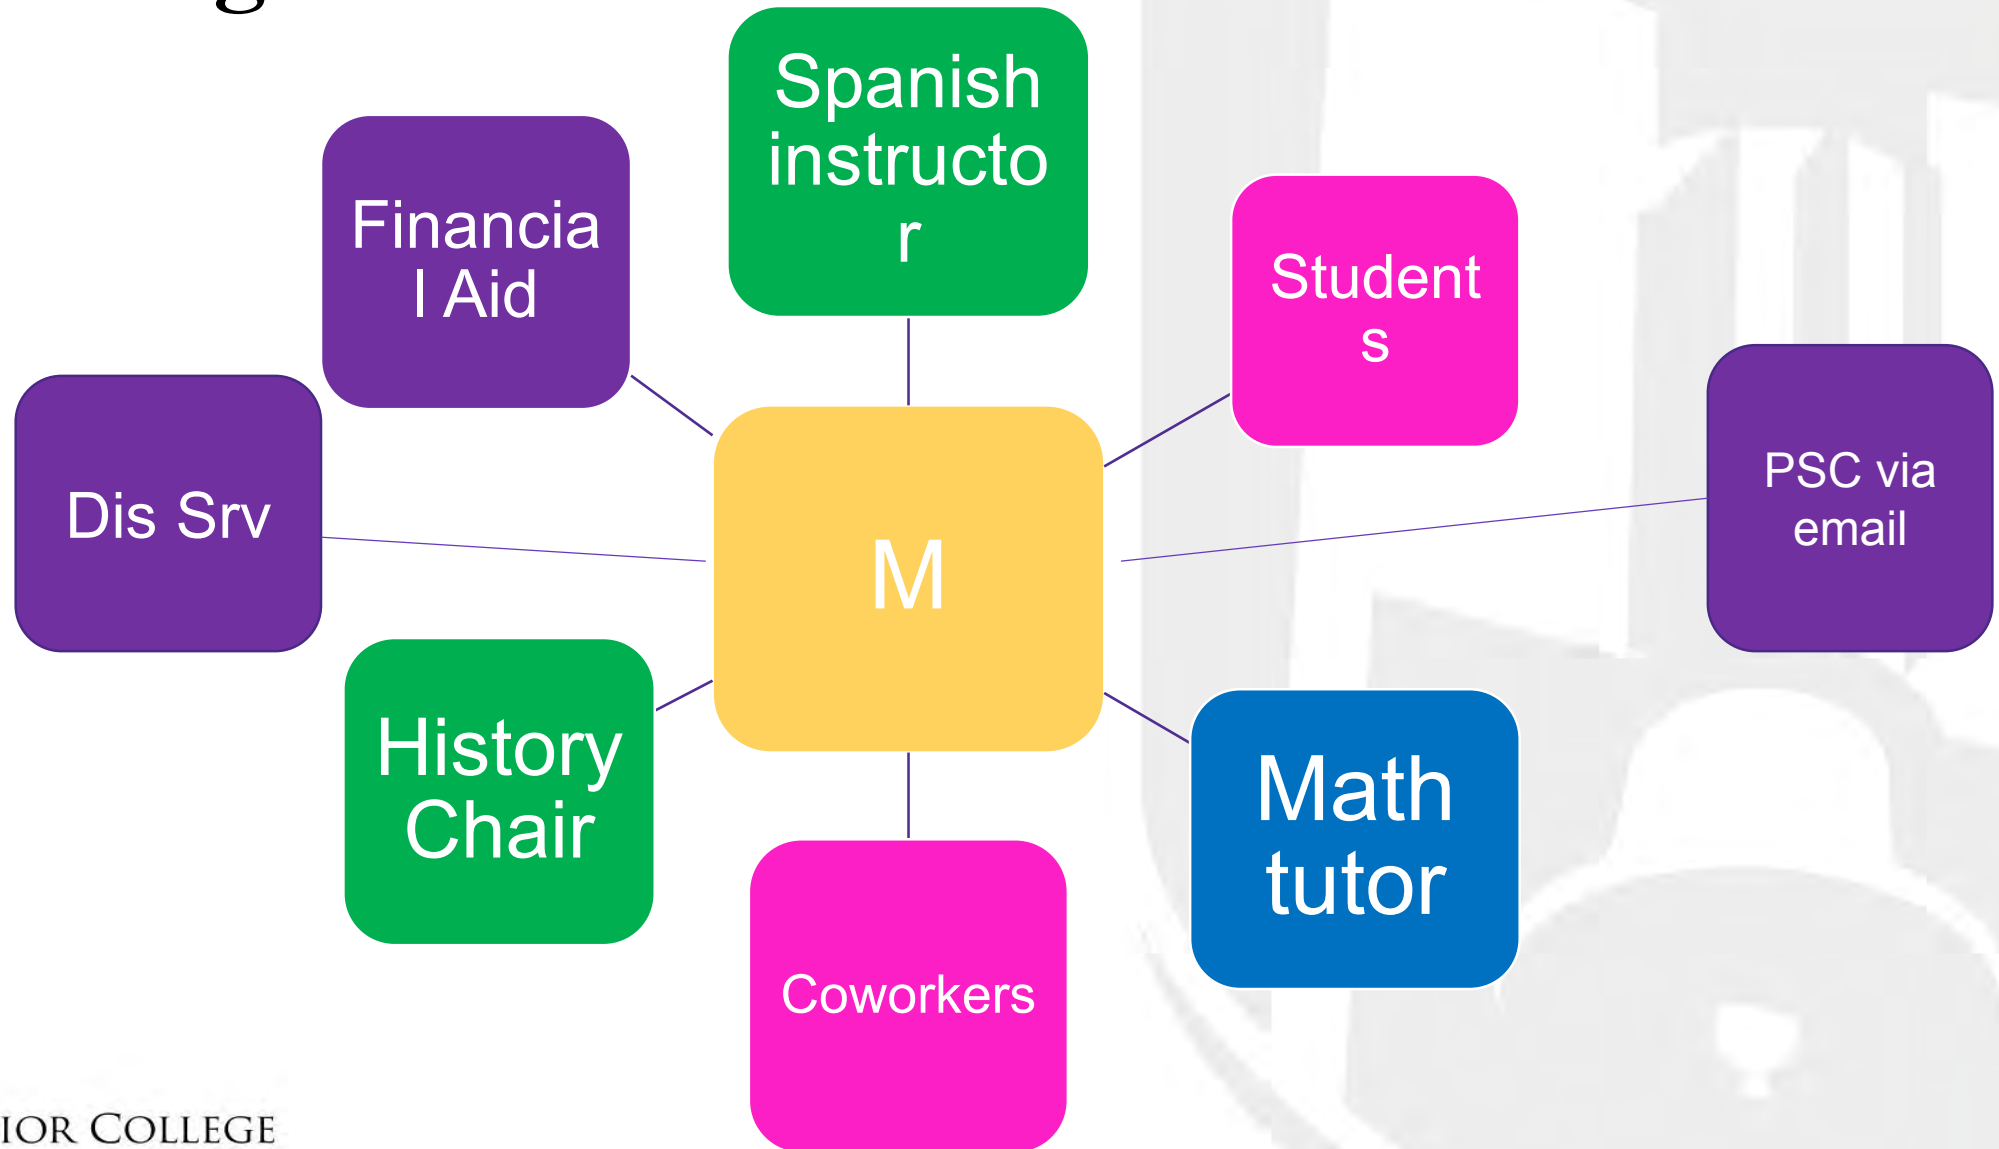 Spanish
instructo
r
Financia
l Aid
Student
s
PSC via
email
Dis Srv
M
History
Chair
Math
tutor
Coworkers
IOR COLLEGE